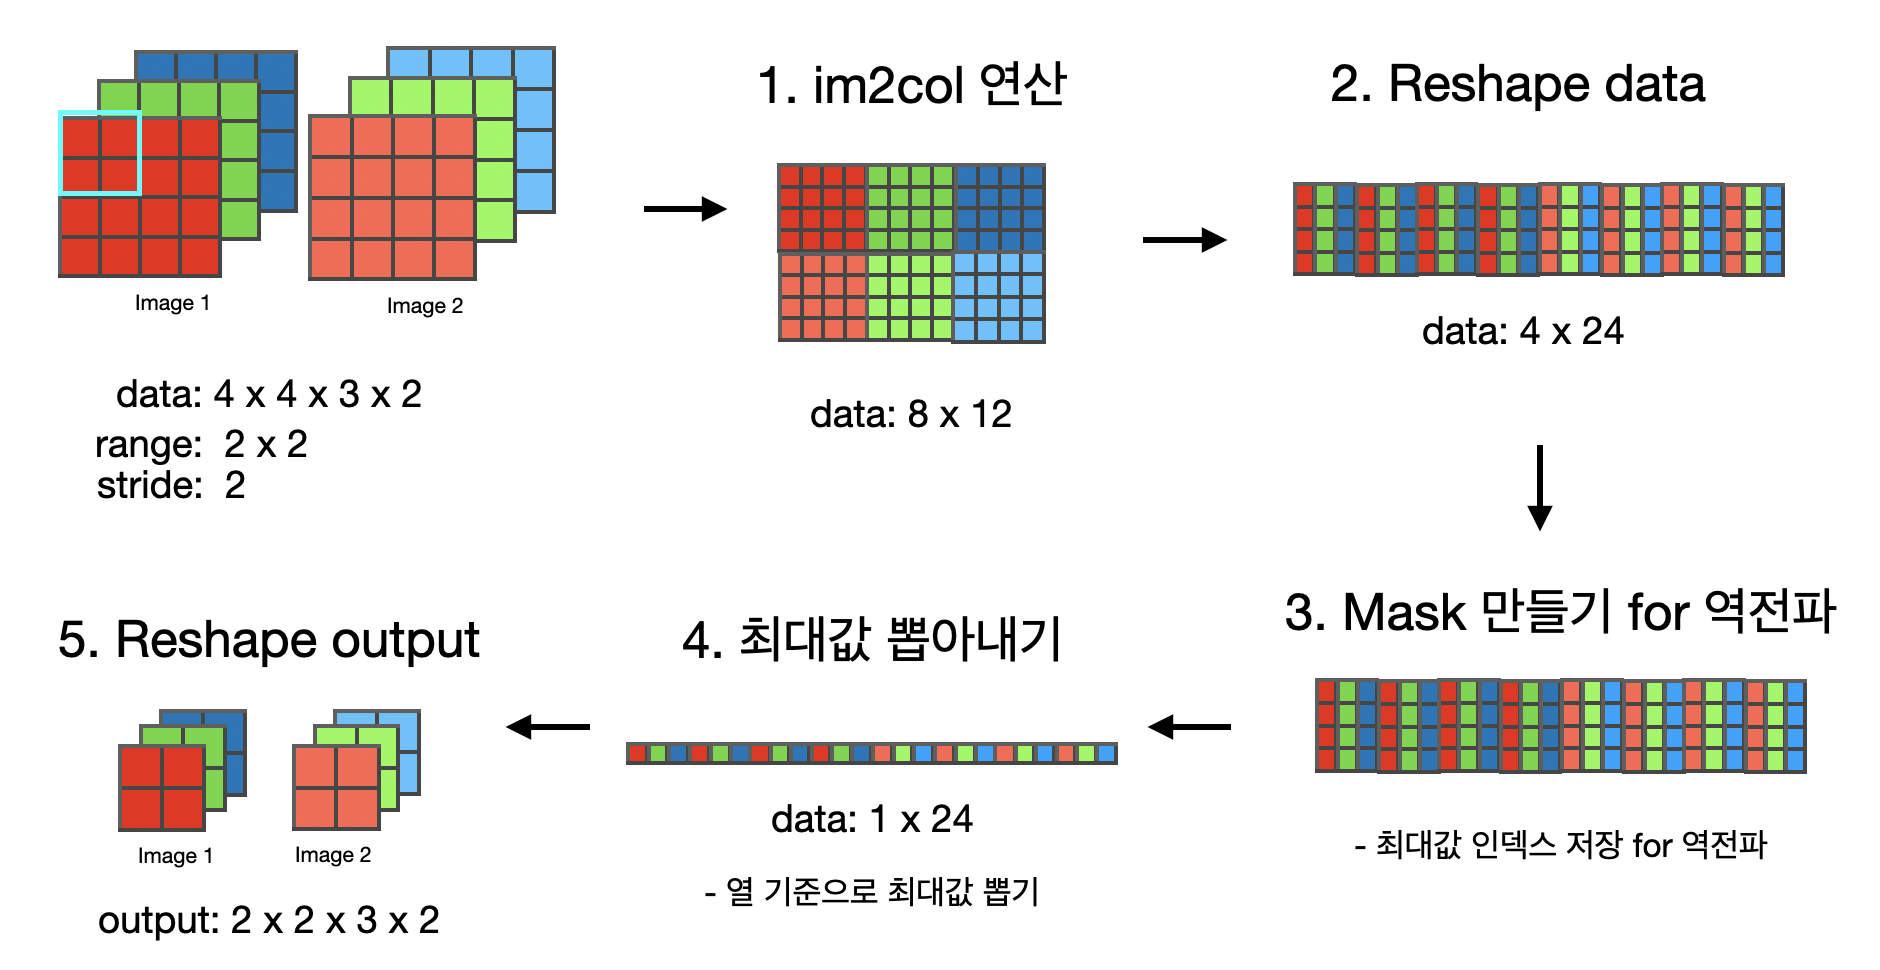 Image 1
Image 2
data: 4 x 4 x 3 x 2
range: 2 x 2
stride: 2
1. im2col 연산
data: 8 x 12
2. Reshape data
data: 4 x 24
3. Mask 만들기 for 역전파
- 최대값 인덱스 저장 for 역전파
4. 최대값 뽑아내기
data: 1 x 24
- 열 기준으로 최대값 뽑기
5. Reshape output
Image 1
Image 2
output: 2 x 2 x 3 x 2